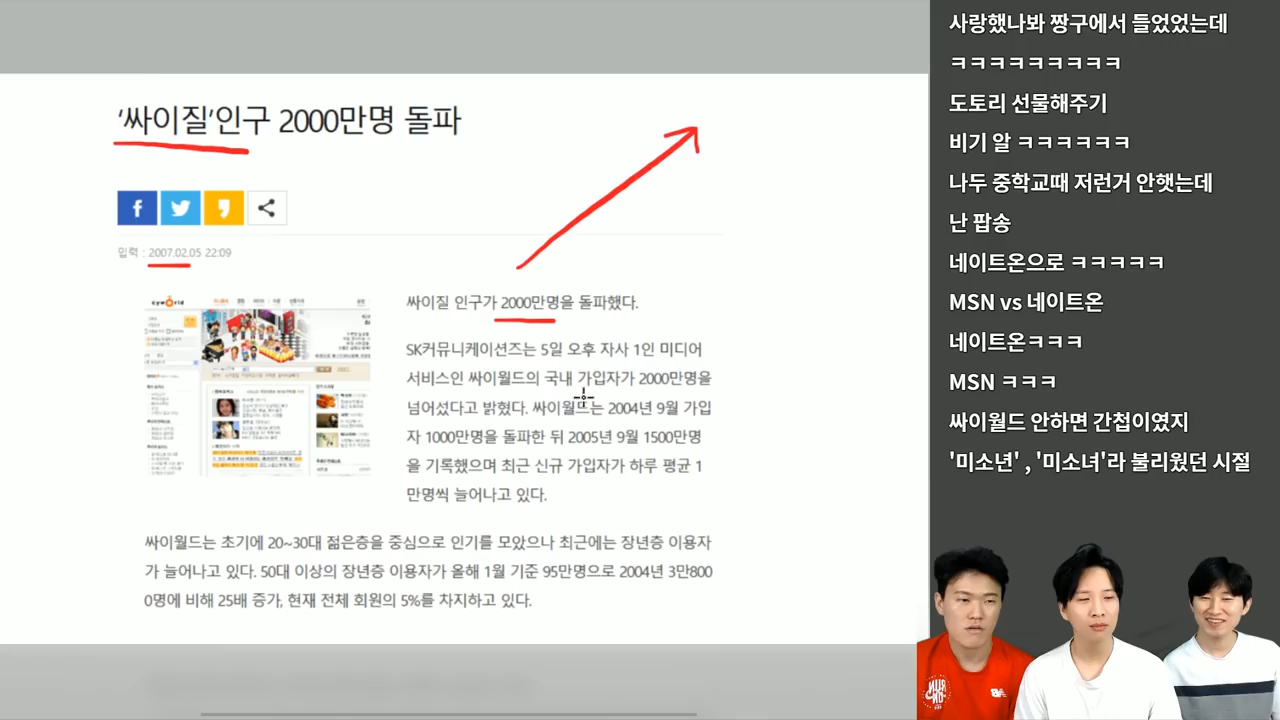 '싸이질'인구 2000만명 돌파
입력 : 2007.02.05 22:09
cyworld
싸이질 인구가 2000만명을 돌파했다.
SK커뮤니케이션즈는 5일 오후 자사 1인 미디어
서비스인 싸이월드의 국내 가입자가 2000만명을
넘어섰다고 밝혔다. 싸이월드는 2004년 9월 가입
자 1000만명을 돌파한 뒤 2005년 9월 1500만명
을 기록했으며 최근 신규 가입자가 하루 평균 1
만명씩 늘어나고 있다.
싸이월드는 초기에 20~30대 젊은층을 중심으로 인기를 모았으나 최근에는 장년층 이용자
가 늘어나고 있다. 50대 이상의 장년층 이용자가 올해 1월 기준 95만명으로 2004년 3만800
0명에 비해 25배 증가, 현재 전체 회원의 5%를 차지하고 있다.
사랑했나봐 짱구에서 들었었는데
ㅋㅋㅋㅋㅋㅋㅋㅋㅋ
도토리 선물해주기
비기 알 ㅋㅋㅋㅋㅋㅋ
나두 중학교때 저런거 안햇는데
난 팝송
네이트온으로 ㅋㅋㅋㅋㅋ
MSN vs 네이트온
네이트온ㅋㅋㅋ
MSN ㅋㅋㅋ
싸이월드 안하면 간첩이였지
'미소년' , '미소녀'라 불리웠던 시절